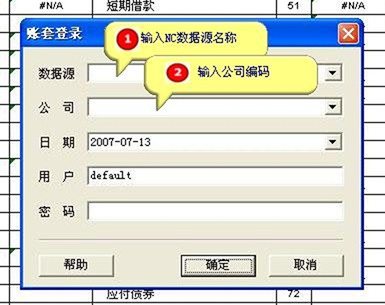 #N/A 短期借款 51 #N/A
账套登录
1 输入NC数据源名称
数据源
2 输入公司编码
公 司
日 期 2007-07-13
用 户 default
密 码
帮助 确定 取消
应付债券 72